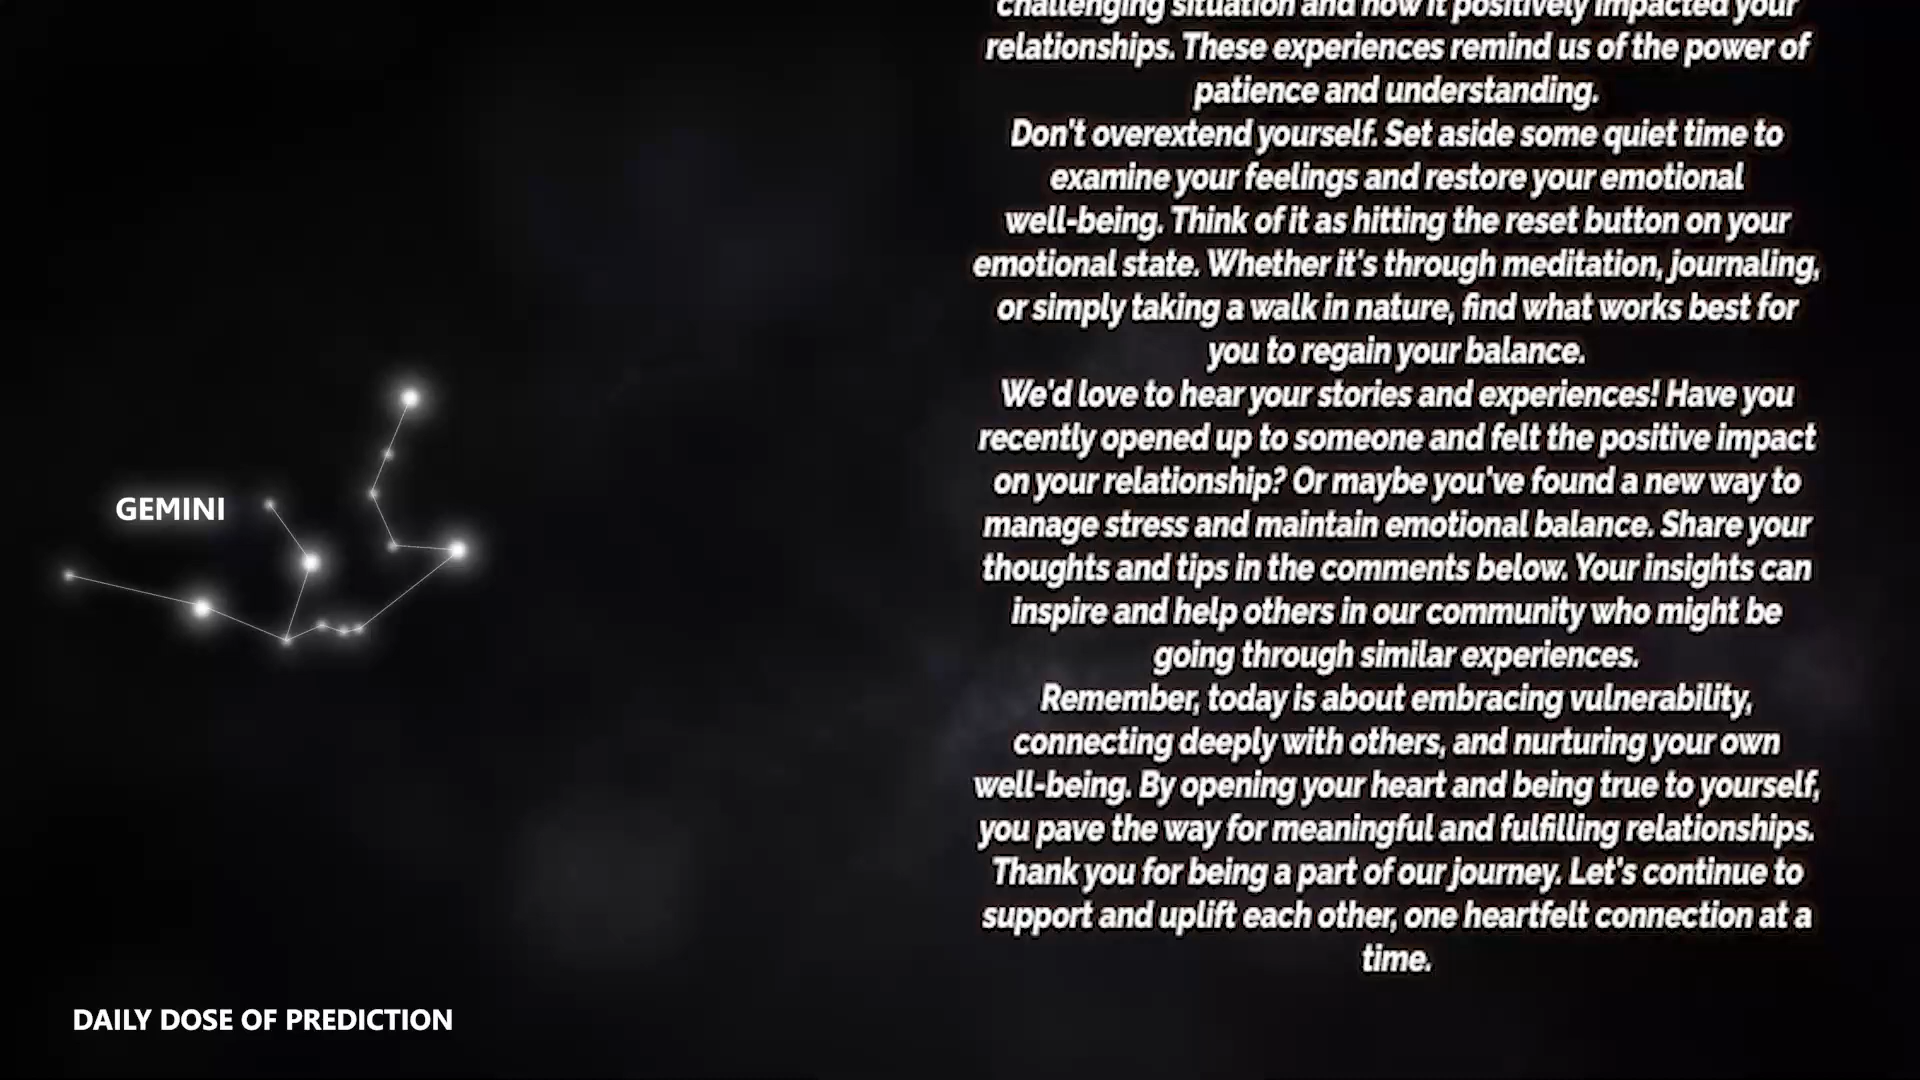 challenging situation and how it positively impacted your
relationships. These experiences remind us of the power of
patience and understanding.
Don't overextend yourself. Set aside some quiet time to
examine your feelings and restore your emotional
well-being. Think of it as hitting the reset button on your
emotional state. Whether it's through meditation, journaling,
or simply taking a walk in nature, find what works best for
you to regain your balance.
We'd love to hear your stories and experiences! Have you
recently opened up to someone and felt the positive impact
on your relationship? Or maybe you've found a new way to
manage stress and maintain emotional balance. Share your
thoughts and tips in the comments below. Your insights can
inspire and help others in our community who might be
going through similar experiences.
Remember, today is about embracing vulnerability,
connecting deeply with others, and nurturing your own
well-being. By opening your heart and being true to yourself,
you pave the way for meaningful and fulfilling relationships.
Thank you for being a part of our journey. Let's continue to
support and uplift each other, one heartfelt connection at a
time.
GEMINI
DAILY DOSE OF PREDICTION